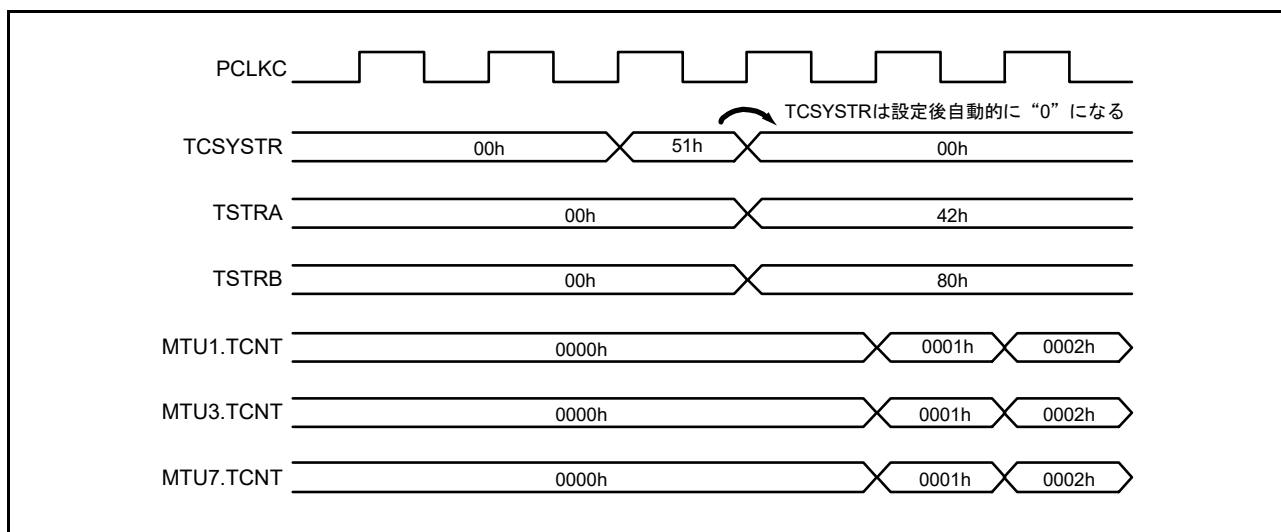 PCLKC
TCSYSTRは設定後自動的に“0”になる
TCSYSTR 00h 51h 00h
TSTRA 00h 42h
TSTRB 00h 80h
MTU1.TCNT 0000h 0001h 0002h
MTU3.TCNT 0000h 0001h 0002h
MTU7.TCNT 0000h 0001h 0002h